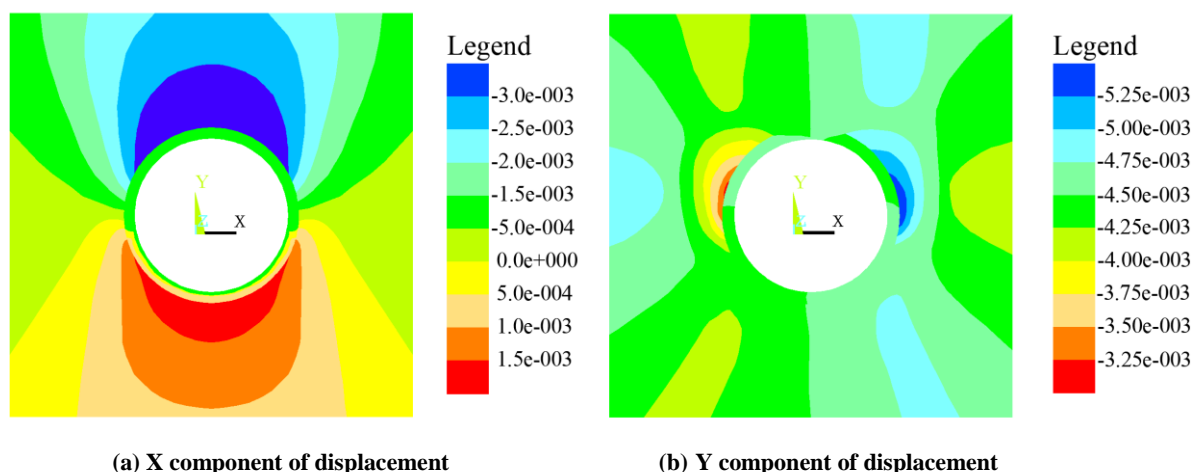 Legend
-3.0e-003
-2.5e-003
-2.0e-003
-1.5e-003
-5.0e-004
0.0e+000
5.0e-004
1.0e-003
1.5e-003
Y
Z
X
(a) X component of displacement
Legend
-5.25e-003
-5.00e-003
-4.75e-003
-4.50e-003
-4.25e-003
-4.00e-003
-3.75e-003
-3.50e-003
-3.25e-003
Y
Z
X
(b) Y component of displacement